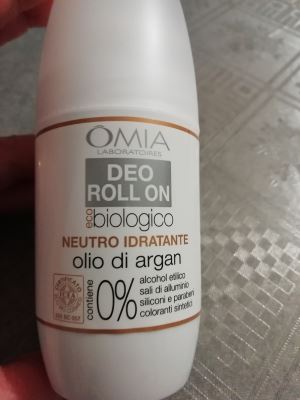 OMIA
LABORATOIRES
DEO
ROLL ON
eco biologico
NEUTRO IDRATANTE
olio di argan
contiene
0%
alcohol etilico
sali di alluminio
siliconi e parabeni
coloranti sintetici